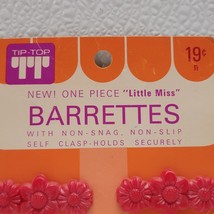 TIP-TOP
19¢
B
NEW! ONE PIECE "Little Miss"
BARRETTES
WITH NON-SNAG, NON-SLIP
SELF CLASP-HOLDS SECURELY